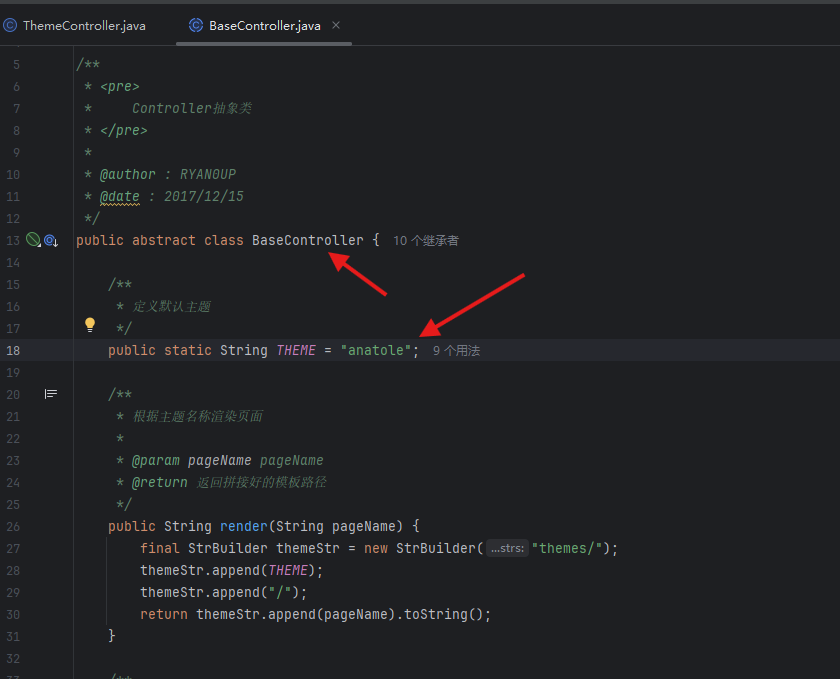 ThemeController.java
BaseController.java
5 /**
6 * <pre>
7 * Controller抽象类
8 * </pre>
9 *
10 * @author : RYAN0UP
11 * @date : 2017/12/15
12 */
13 public abstract class BaseController { 10 个继承者
14
15 /**
16 * 定义默认主题
17 */
18 public static String THEME = "anatole"; 9 个用法
19
20 /**
21 * 根据主题名称渲染页面
22 *
23 * @param pageName pageName
24 * @return 返回拼接好的模板路径
25 */
26 public String render(String pageName) {
27 final StrBuilder themeStr = new StrBuilder( ...strs: "themes/");
28 themeStr.append(THEME);
29 themeStr.append("/");
30 return themeStr.append(pageName).toString();
31 }
32